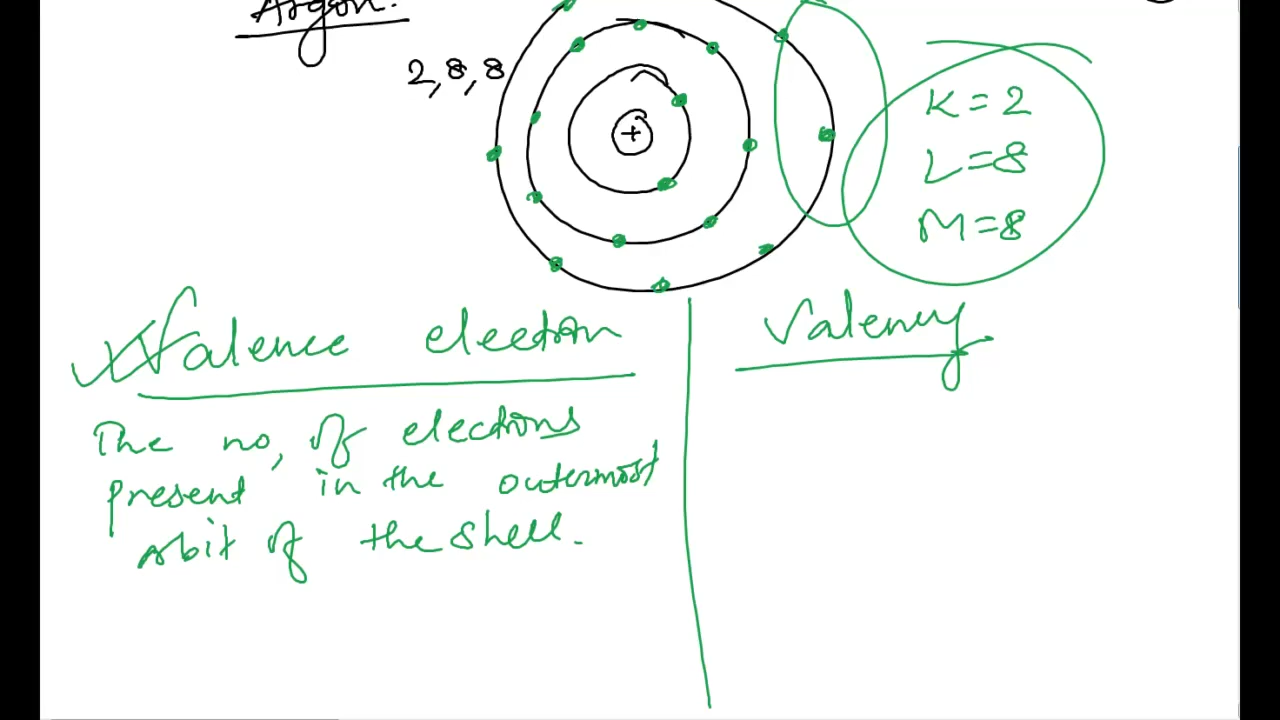 Argon.
2,8,8
+
K = 2
L = 8
M = 8
Valence electron
The no, of electrons
present in the outermost
orbit of the shell.
Valency